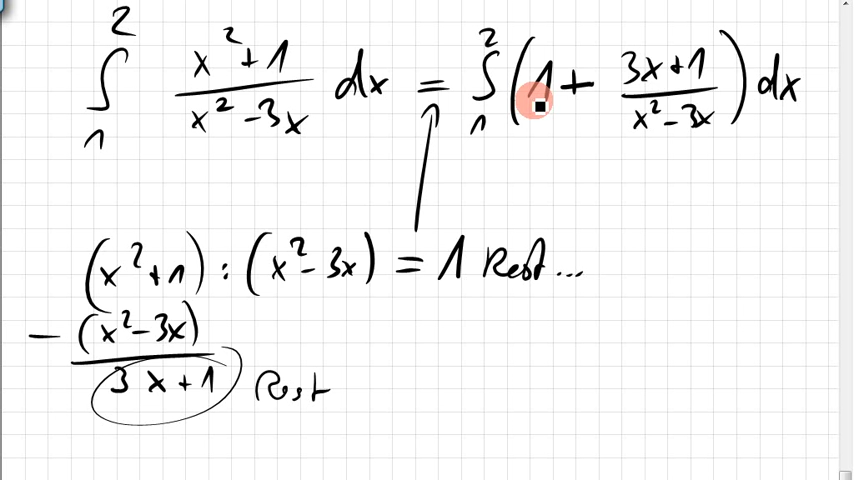 ∫₁² (x²+1)/(x²-3x) dx = ∫₁² (1 + (3x+1)/(x²-3x)) dx
(x²+1) : (x²-3x) = 1 Rest...
-(x²-3x)
3x+1 Rest